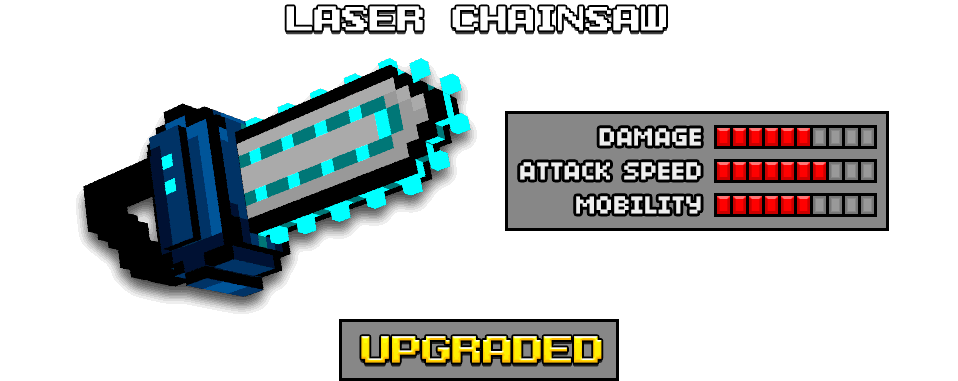 LASER CHAINSAW
DAMAGE
ATTACK SPEED
MOBILITY
UPGRADED